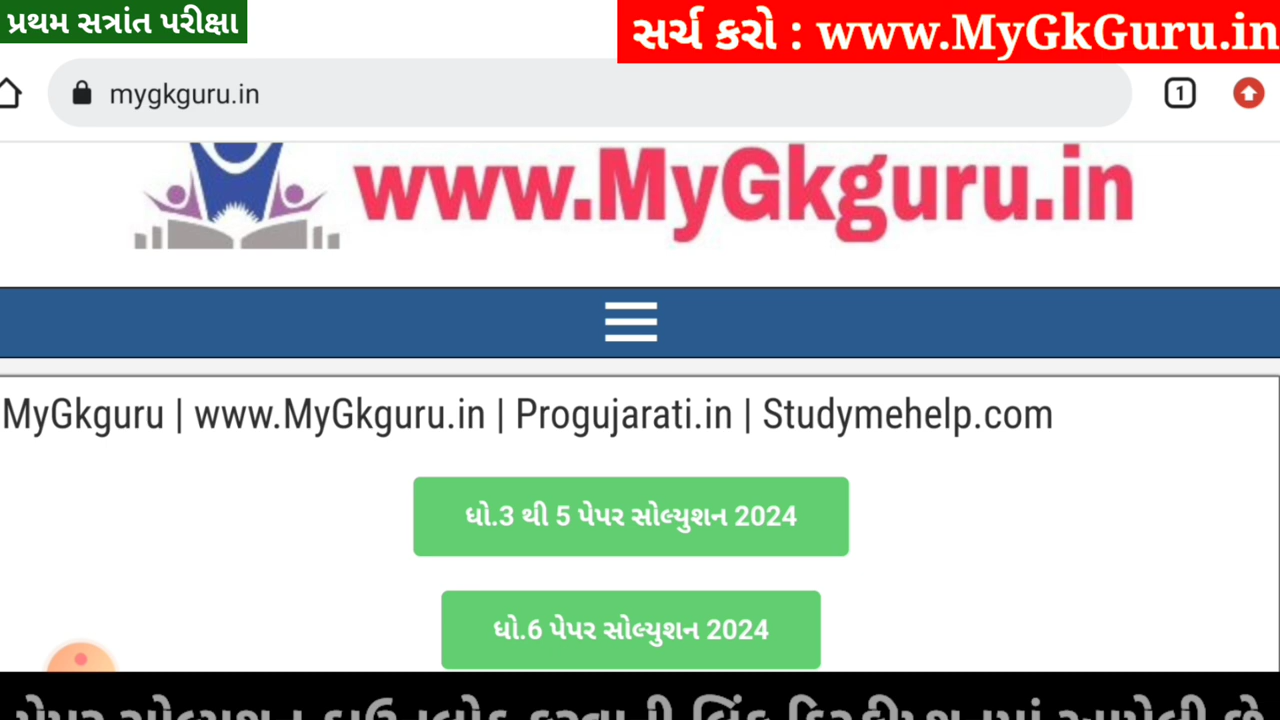 પ્રથમ સત્રાંત પરીક્ષા
સર્ચ કરો : www.MyGkGuru.in
mygkguru.in
1
www.MyGkguru.in
MyGkguru | www.MyGkguru.in | Progujarati.in | Studymehelp.com
ધો.3 થી 5 પેપર સોલ્યુશન 2024
ધો.6 પેપર સોલ્યુશન 2024